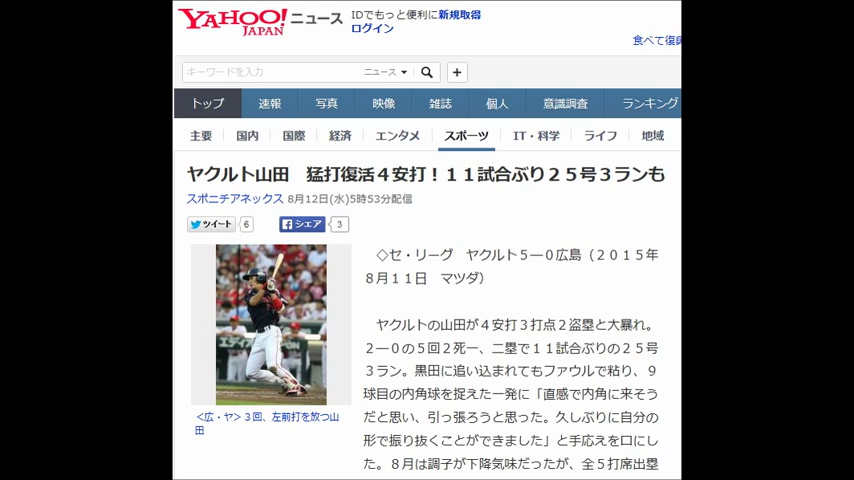 YAHOO! ニュース
JAPAN
IDでもっと便利に新規取得
ログイン
食べて復興
キーワードを入力 ニュース
トップ 速報 写真 映像 雑誌 個人 意識調査 ランキング
主要 国内 国際 経済 エンタメ スポーツ IT・科学 ライフ 地域
ヤクルト山田　猛打復活４安打！１１試合ぶり２５号３ランも
スポニチアネックス 8月12日(水)5時53分配信
ツイート 6 シェア 3
◇セ・リーグ　ヤクルト５―０広島（２０１５年
８月１１日　マツダ）
ヤクルトの山田が４安打３打点２盗塁と大暴れ。
２―０の５回２死一、二塁で１１試合ぶりの２５号
３ラン。黒田に追い込まれてもファウルで粘り、９
球目の内角球を捉えた一発に「直感で内角に来そう
だと思い、引っ張ろうと思った。久しぶりに自分の
形で振り抜くことができました」と手応えを口にし
た。８月は調子が下降気味だったが、全５打席出塁
＜広・ヤ＞３回、左前打を放つ山
田